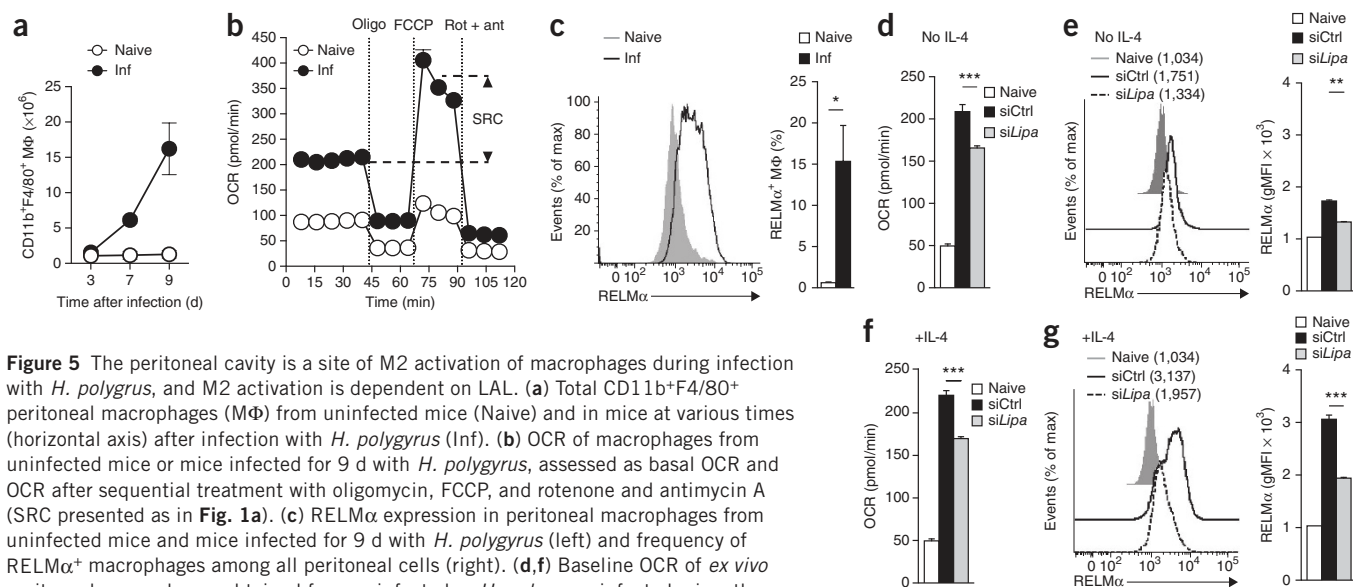 a
Naive
Inf
CD11b⁺F4/80⁺ MΦ (×10⁶)
25
20
15
10
5
0
3 7 9
Time after infection (d)
b
Oligo FCCP Rot + ant
Naive
Inf
OCR (pmol/min)
450
400
350
300
250
200
150
100
50
0
SRC
0 15 30 45 60 75 90 105 120
Time (min)
c
Naive
Inf
Events (% of max)
100
80
60
40
20
0 10² 10³ 10⁴ 10⁵
RELMα
Naive
Inf
RELMα⁺ MΦ (%)
25
20
15
10
5
0
*
d
No IL-4
OCR (pmol/min)
250
200
150
100
50
0
***
Naive
siCtrl
siLipa
e
No IL-4
Naive (1,034)
siCtrl (1,751)
siLipa (1,334)
Events (% of max)
0 10² 10³ 10⁴ 10⁵
RELMα
Naive
siCtrl
siLipa
RELMα (gMFI × 10³)
4
3
2
1
0
**
f
+IL-4
OCR (pmol/min)
250
200
150
100
50
0
***
Naive
siCtrl
siLipa
g
+IL-4
Naive (1,034)
siCtrl (3,137)
siLipa (1,957)
Events (% of max)
0 10² 10³ 10⁴ 10⁵
RELMα
Naive
siCtrl
siLipa
RELMα (gMFI × 10³)
4
3
2
1
0
***
Figure 5 The peritoneal cavity is a site of M2 activation of macrophages during infection
with H. polygrus, and M2 activation is dependent on LAL. (a) Total CD11b⁺F4/80⁺
peritoneal macrophages (MΦ) from uninfected mice (Naive) and in mice at various times
(horizontal axis) after infection with H. polygyrus (Inf). (b) OCR of macrophages from
uninfected mice or mice infected for 9 d with H. polygyrus, assessed as basal OCR and
OCR after sequential treatment with oligomycin, FCCP, and rotenone and antimycin A
(SRC presented as in Fig. 1a). (c) RELMα expression in peritoneal macrophages from
uninfected mice and mice infected for 9 d with H. polygyrus (left) and frequency of
RELMα⁺ macrophages among all peritoneal cells (right). (d,f) Baseline OCR of ex vivo